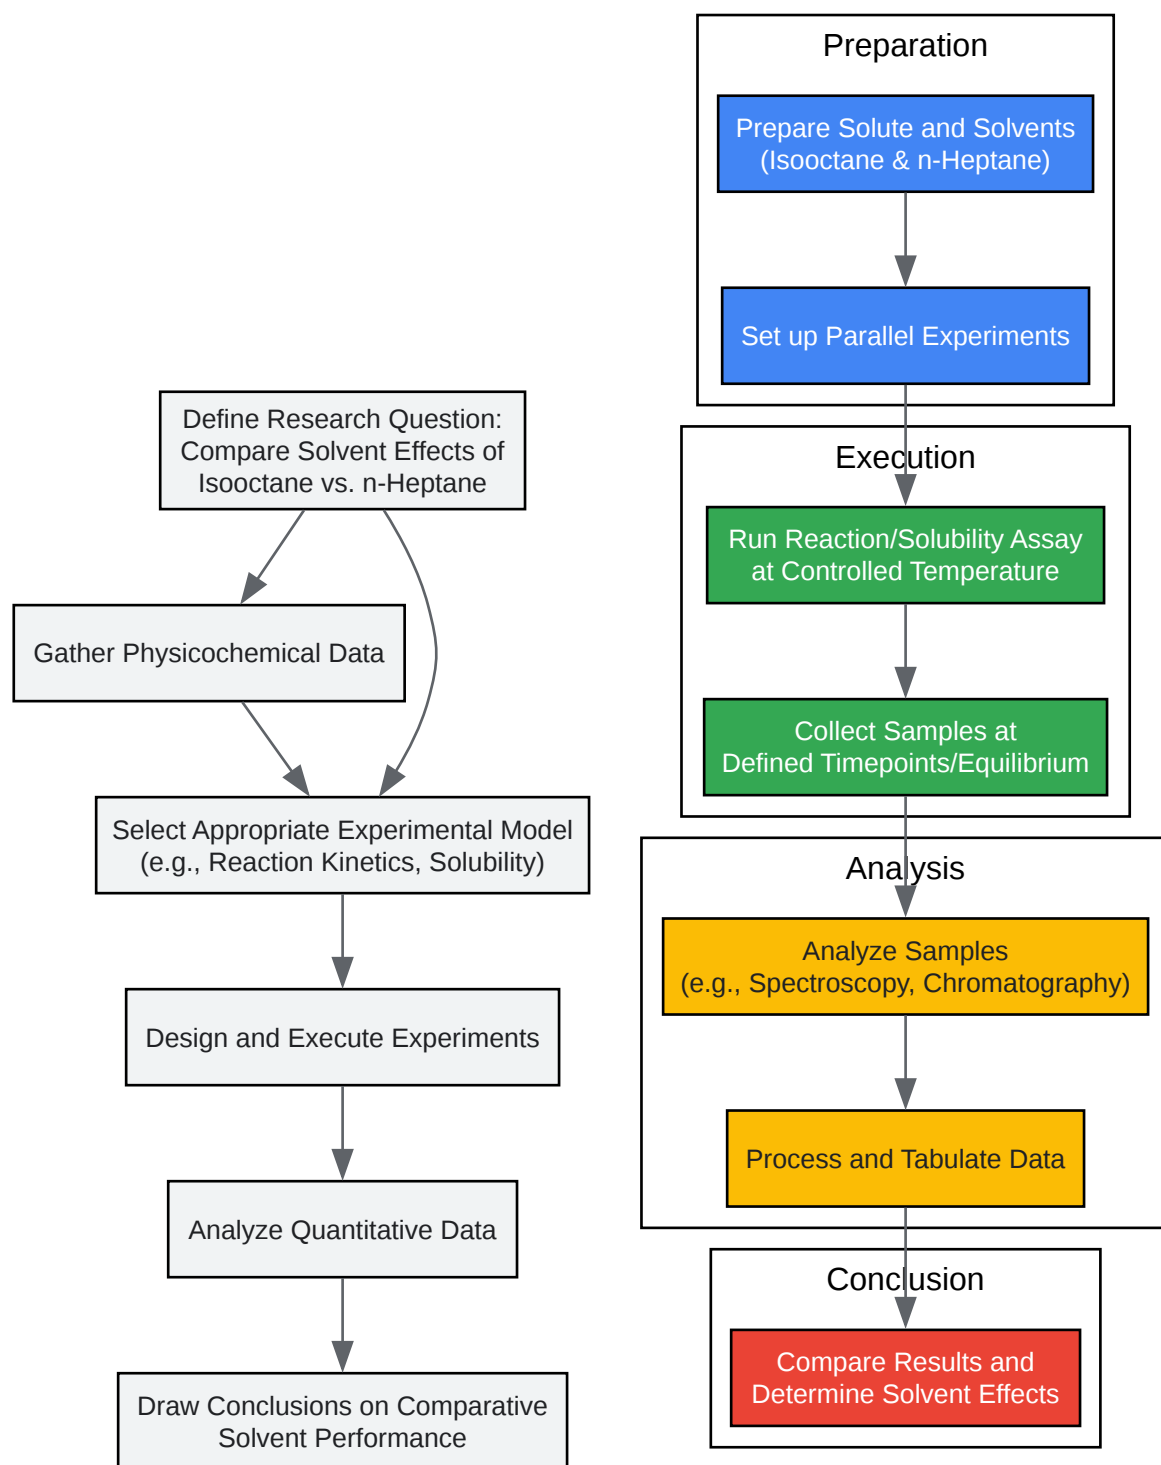 Define Research Question:
Compare Solvent Effects of
Isooctane vs. n-Heptane
Gather Physicochemical Data
Select Appropriate Experimental Model
(e.g., Reaction Kinetics, Solubility)
Design and Execute Experiments
Analyze Quantitative Data
Draw Conclusions on Comparative
Solvent Performance
Preparation
Prepare Solute and Solvents
(Isooctane & n-Heptane)
Set up Parallel Experiments
Execution
Run Reaction/Solubility Assay
at Controlled Temperature
Collect Samples at
Defined Timepoints/Equilibrium
Analysis
Analyze Samples
(e.g., Spectroscopy, Chromatography)
Process and Tabulate Data
Conclusion
Compare Results and
Determine Solvent Effects